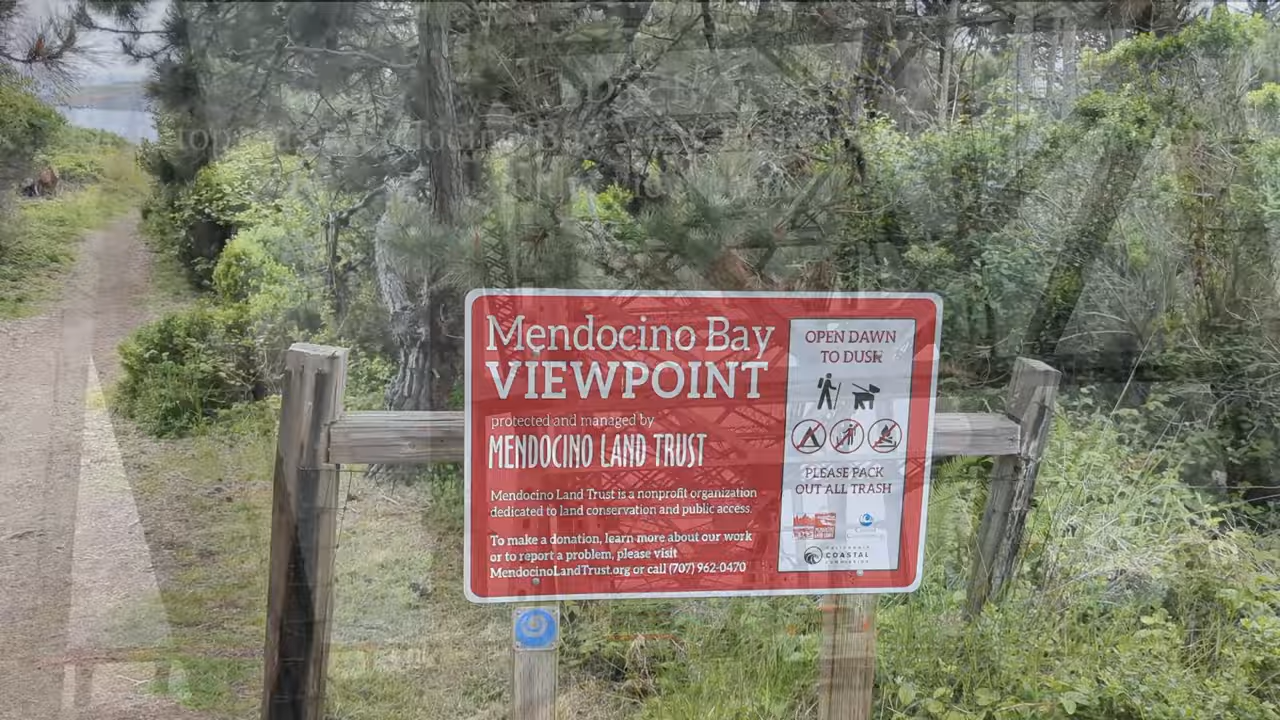 Mendocino Bay
VIEWPOINT
protected and managed by
MENDOCINO LAND TRUST
Mendocino Land Trust is a nonprofit organization
dedicated to land conservation and public access.
To make a donation, learn more about our work
or to report a problem, please visit
MendocinoLandTrust.org or call (707) 962-0470
OPEN DAWN
TO DUSK
PLEASE PACK
OUT ALL TRASH
COASTAL